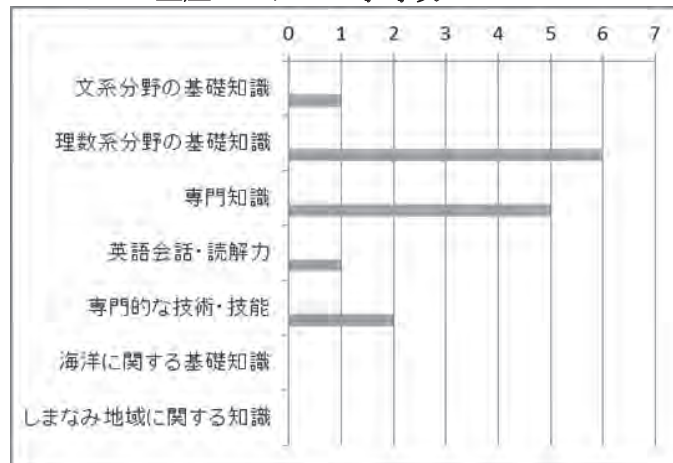 0 1 2 3 4 5 6 7
文系分野の基礎知識
理数系分野の基礎知識
専門知識
英語会話・読解力
専門的な技術・技能
海洋に関する基礎知識
しまなみ地域に関する知識